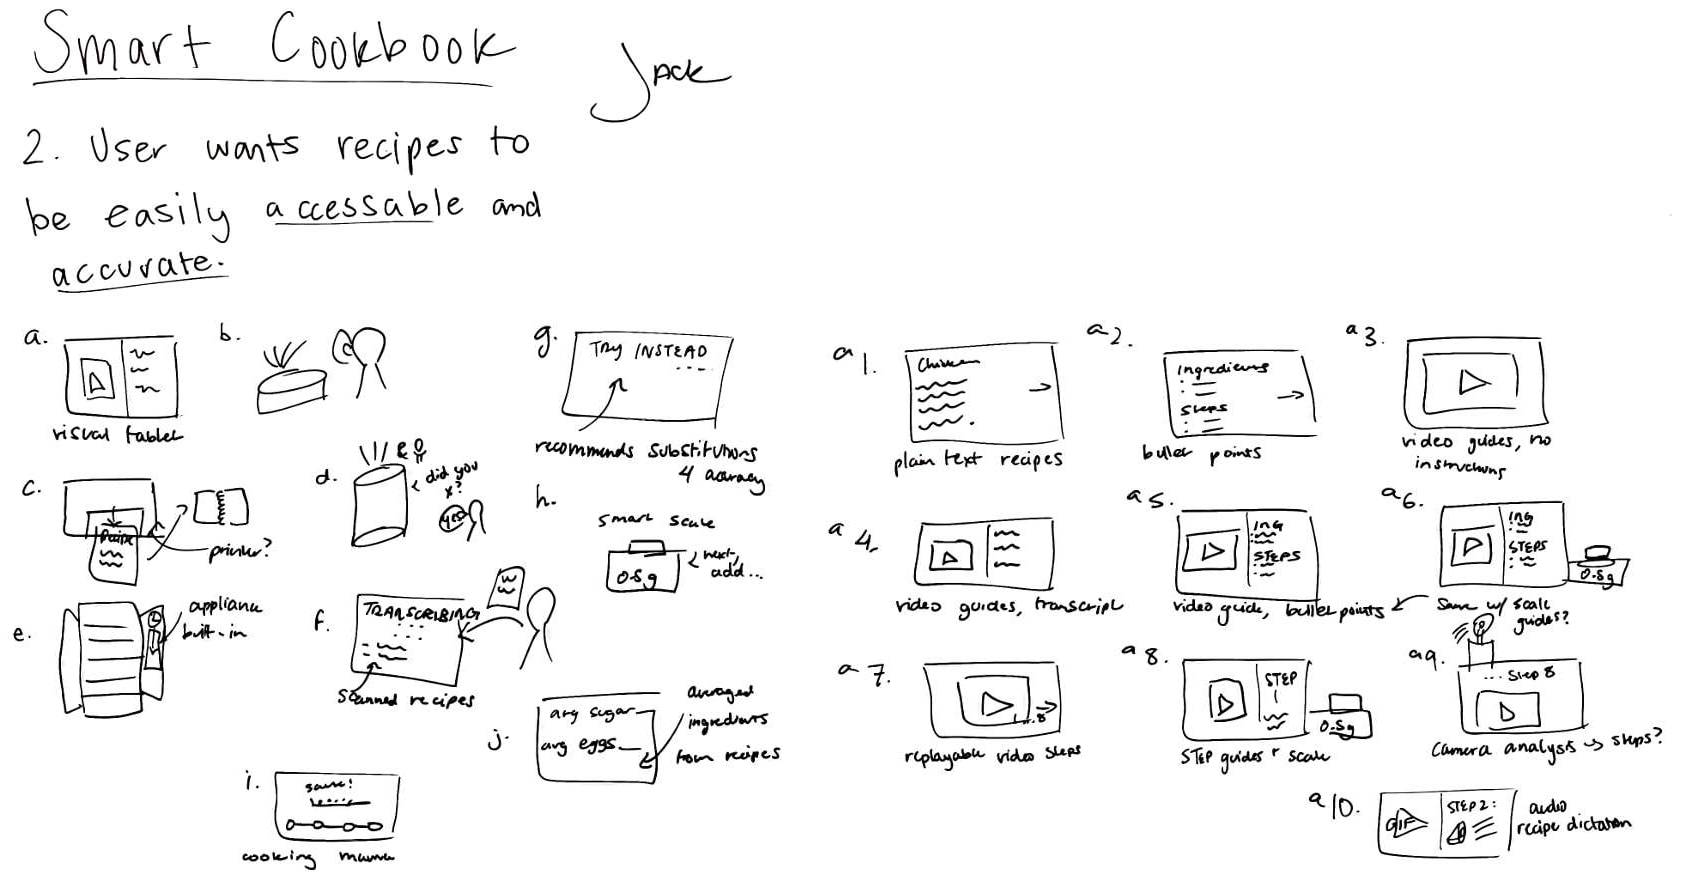 Smart Cookbook
Jack
2. User wants recipes to
be easily accessable and
accurate.
a.
visual tablet
b.
c.
printer?
d.
did you
x?
yes
e.
appliance
built-in
f.
TRANSCRIBING
...
scanned recipes
g.
TRY INSTEAD
...
recommends substitutions
4 accuracy
h.
smart scale
0.5g
next,
add...
i.
cooking mama
j.
avg sugar
avg eggs
averaged
ingredients
from recipes
a1.
Chicken
plain text recipes
a2.
Ingredients
Steps
bullet points
a3.
video guides, no
instructions
a4.
video guides, transcript
a5.
ING
STEPS
video guide, bullet points
a6.
ING
STEPS
0.5g
same w/ scale
guides?
a7.
1...8
replayable video steps
a8.
STEP
1
0.5g
STEP guides + scale
a9.
... Step 8
camera analysis → steps?
a10.
GIF
STEP 2:
audio
recipe dictation